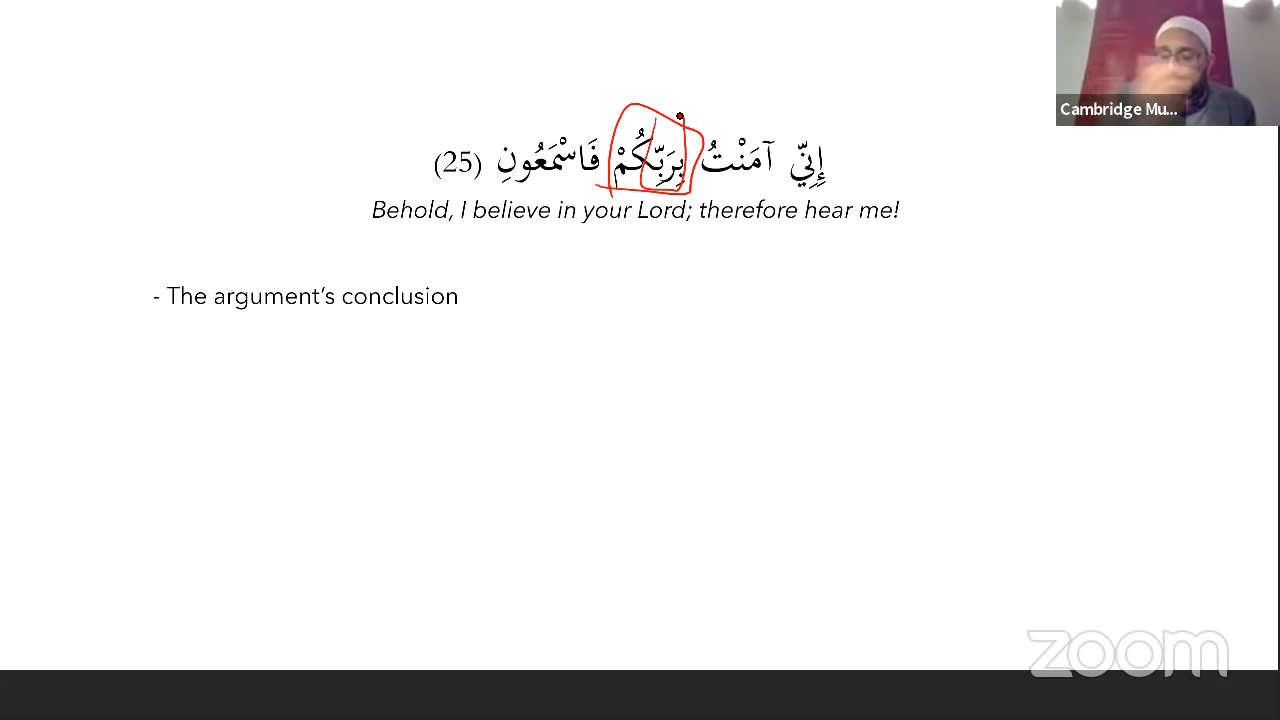 Cambridge Mu...
إِنِّي آمَنْتُ بِرَبِّكُمْ فَاسْمَعُونِ (25)
Behold, I believe in your Lord; therefore hear me!
- The argument’s conclusion
zoom